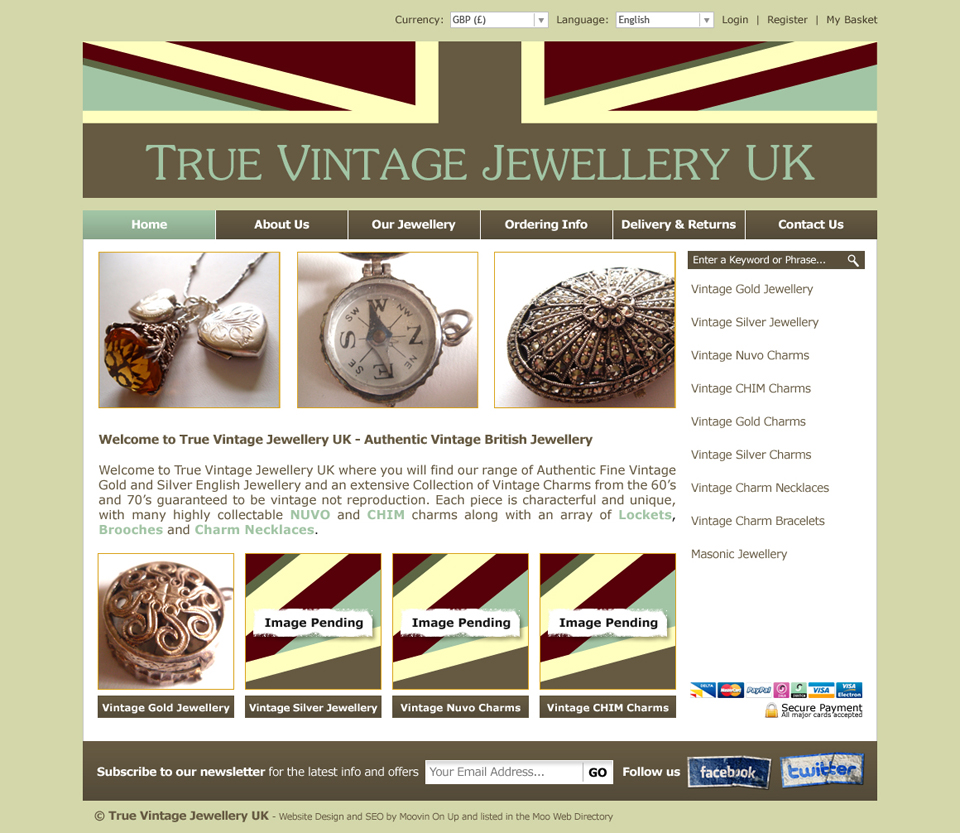 Currency: GBP (£) Language: English Login | Register | My Basket
TRUE VINTAGE JEWELLERY UK
Home About Us Our Jewellery Ordering Info Delivery & Returns Contact Us
Enter a Keyword or Phrase...
Vintage Gold Jewellery
Vintage Silver Jewellery
Vintage Nuvo Charms
Vintage CHIM Charms
Vintage Gold Charms
Vintage Silver Charms
Vintage Charm Necklaces
Vintage Charm Bracelets
Masonic Jewellery
W
SW
NW
S
N
SE
NE
E
Welcome to True Vintage Jewellery UK - Authentic Vintage British Jewellery
Welcome to True Vintage Jewellery UK where you will find our range of Authentic Fine Vintage
Gold and Silver English Jewellery and an extensive Collection of Vintage Charms from the 60’s
and 70’s guaranteed to be vintage not reproduction. Each piece is characterful and unique,
with many highly collectable NUVO and CHIM charms along with an array of Lockets,
Brooches and Charm Necklaces.
Image Pending Image Pending Image Pending
Vintage Gold Jewellery Vintage Silver Jewellery Vintage Nuvo Charms Vintage CHIM Charms
DELTA MasterCard PayPal VISA VISA Electron
Secure Payment
All major cards accepted
Subscribe to our newsletter for the latest info and offers Your Email Address... GO Follow us facebook twitter
© True Vintage Jewellery UK - Website Design and SEO by Moovin On Up and listed in the Moo Web Directory